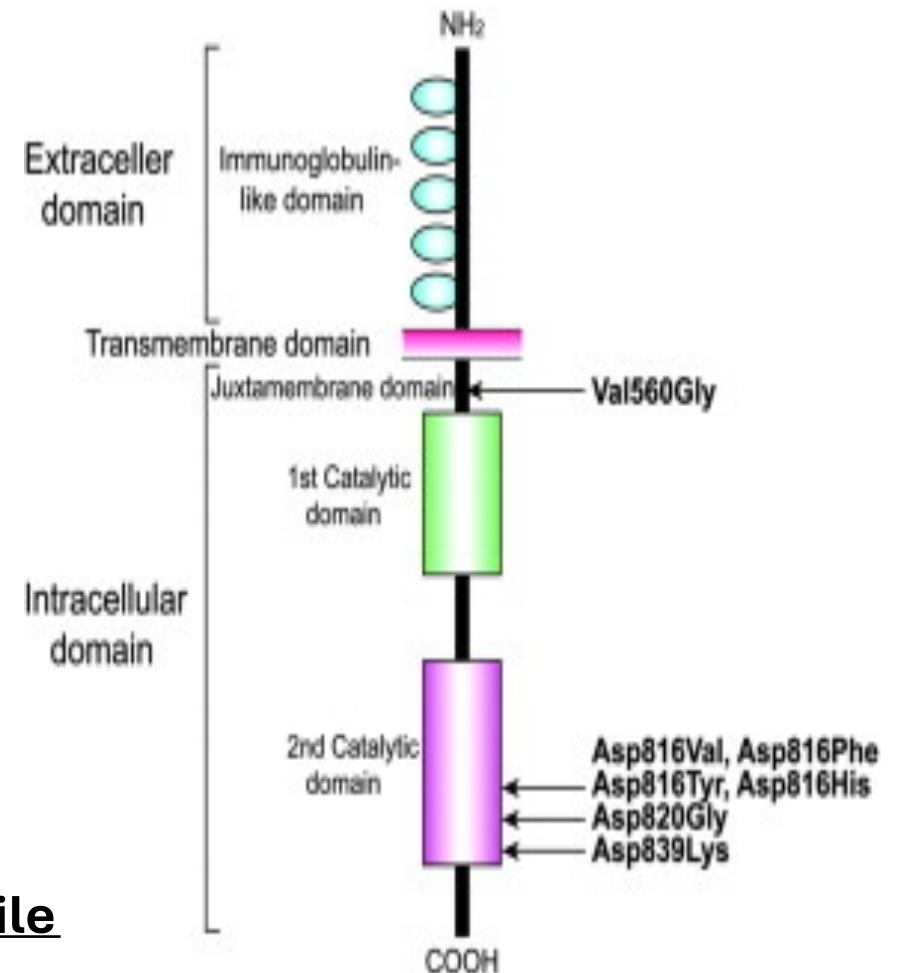 NH₂
Extraceller
domain
Immunoglobulin-
like domain
Transmembrane domain
Juxtamembrane domain
Val560Gly
1st Catalytic
domain
Intracellular
domain
2nd Catalytic
domain
Asp816Val, Asp816Phe
Asp816Tyr, Asp816His
Asp820Gly
Asp839Lys
ile
COOH